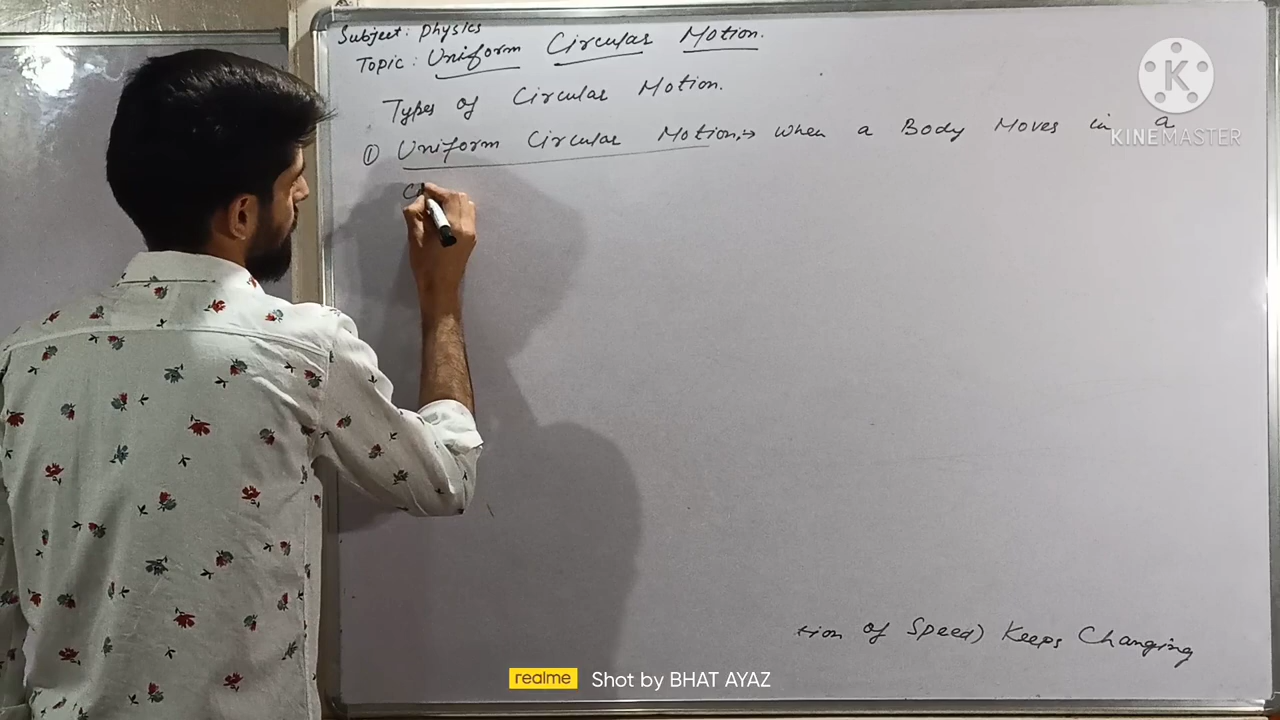 Subject: Physics
Topic: Uniform Circular Motion.
Types of Circular Motion.
① Uniform Circular Motion:→ When a Body Moves in a
tion of Speed) Keeps Changing
KINEMASTER
realme Shot by BHAT AYAZ